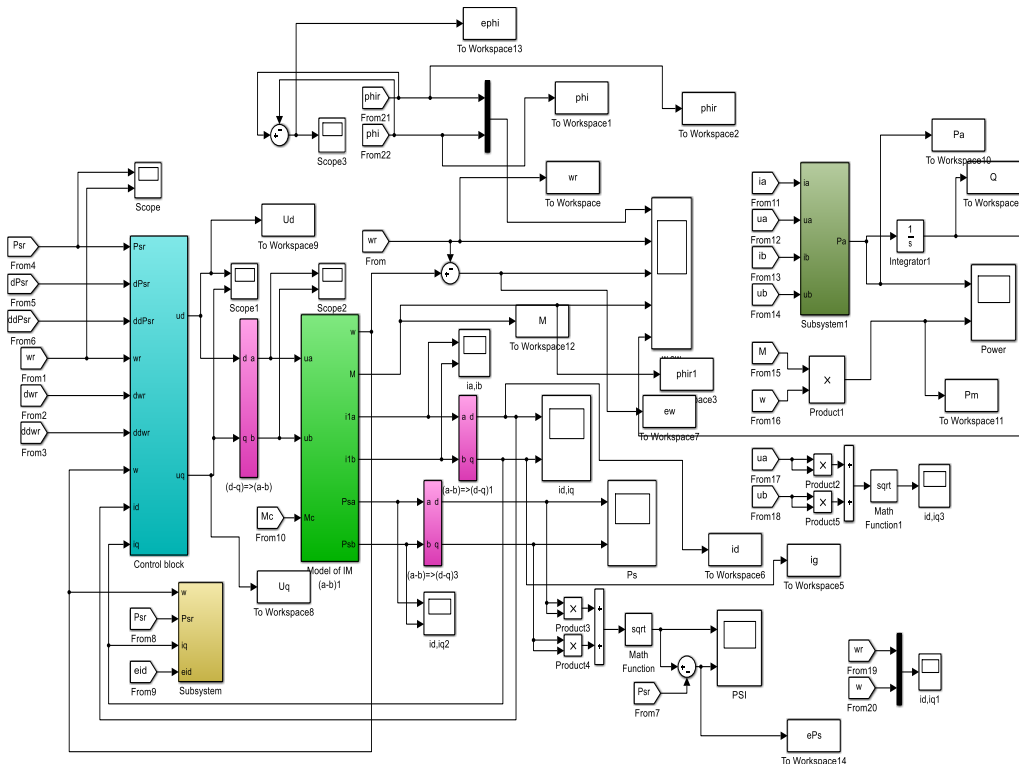 ephi
To Workspace13
phir
From21
phi
From22
+
-
Scope3
phi
To Workspace1
phir
To Workspace2
Pa
To Workspace10
Q
To Workspace
Scope
wr
To Workspace
ia
From11
ua
From12
ib
From13
ub
From14
ia
ua
ib
ub
Pa
Subsystem1
1
s
Integrator1
Power
Ud
To Workspace9
wr
From
+
-
Psr
From4
dPsr
From5
ddPsr
From6
wr
From1
dwr
From2
ddwr
From3
Psr
dPsr
ddPsr
wr
dwr
ddwr
w
id
iq
ud
uq
Control block
Scope1
Scope2
d a
q b
(d-q)=>(a-b)
ua
ub
Mc
w
M
i1a
i1b
Psa
Psb
Model of IM
(a-b)1
Mc
From10
M
To Workspace12
ia,ib
phir1
pace3
ew
To Workspace7
M
From15
w
From16
X
Product1
Pm
To Workspace11
a d
b q
(a-b)=>(d-q)1
id,iq
a d
b q
(a-b)=>(d-q)3
Ps
id,iq2
ua
From17
ub
From18
X
Product2
X
Product5
+
+
sqrt
Math
Function1
id,iq3
id
To Workspace6
ig
To Workspace5
Uq
To Workspace8
Psr
From8
eid
From9
w
Psr
iq
eid
Subsystem
X
Product3
X
Product4
+
+
sqrt
Math
Function
+
-
Psr
From7
PSI
wr
From19
w
From20
id,iq1
ePs
To Workspace14